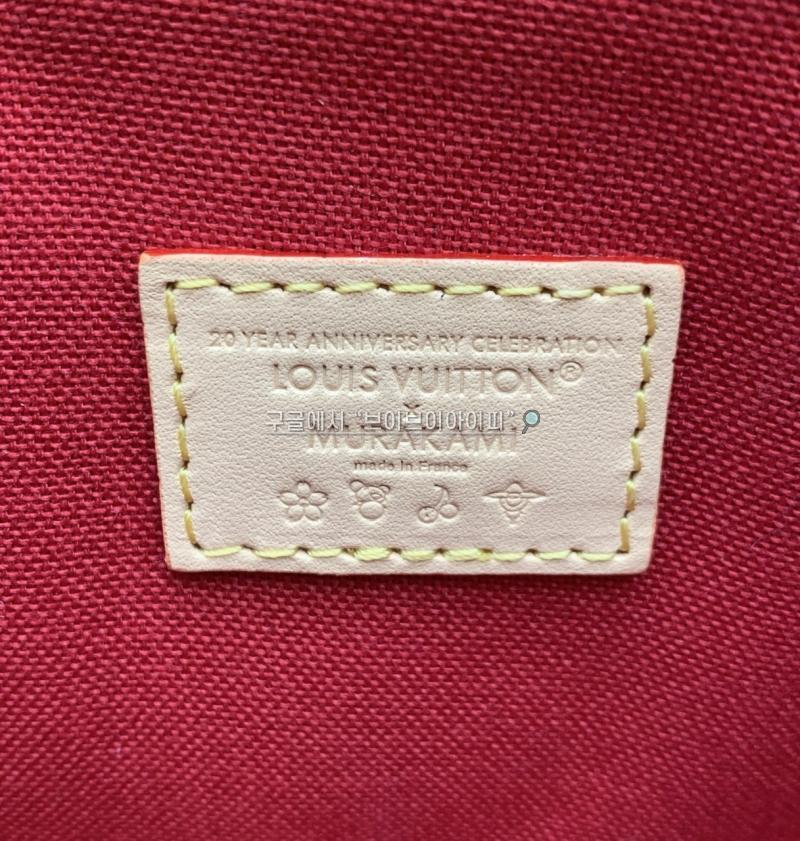 20 YEAR ANNIVERSARY CELEBRATION
LOUIS VUITTON®
구글에서 "브이브이아이피"
MURAKAMI
made in France